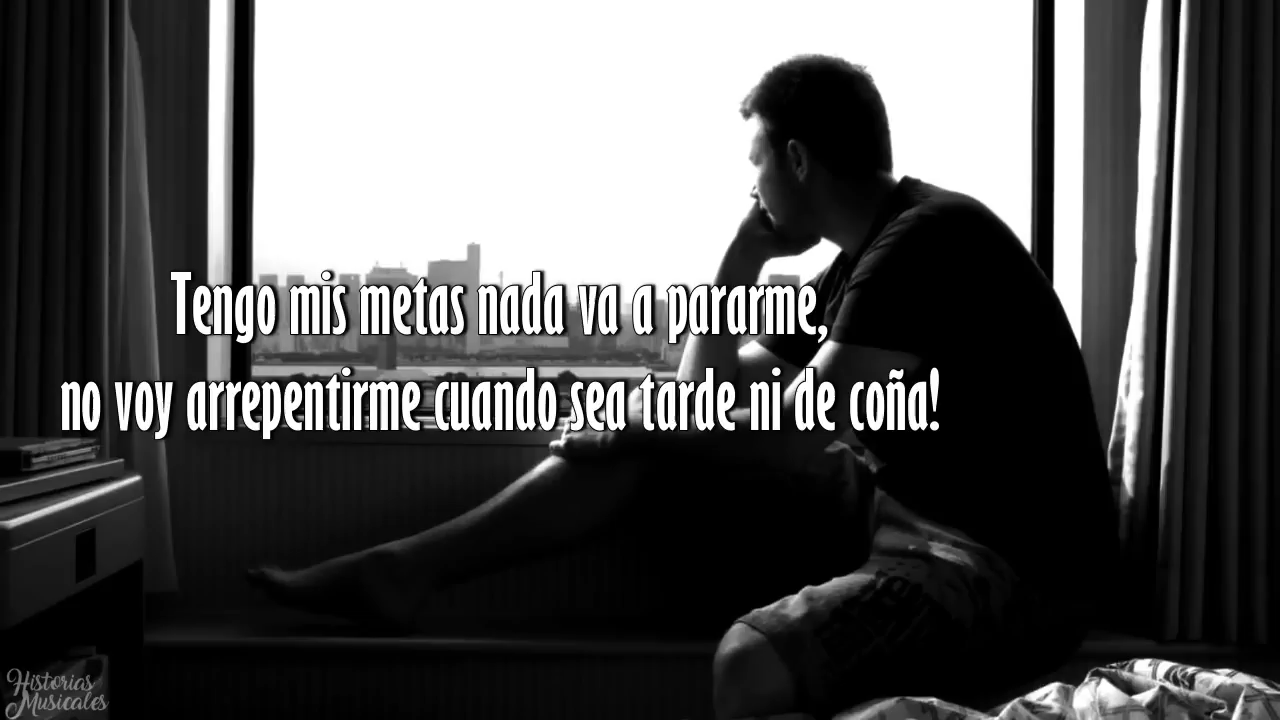 Tengo mis metas nada va a pararme,
no voy arrepentirme cuando sea tarde ni de coña!
Historias
Musicales